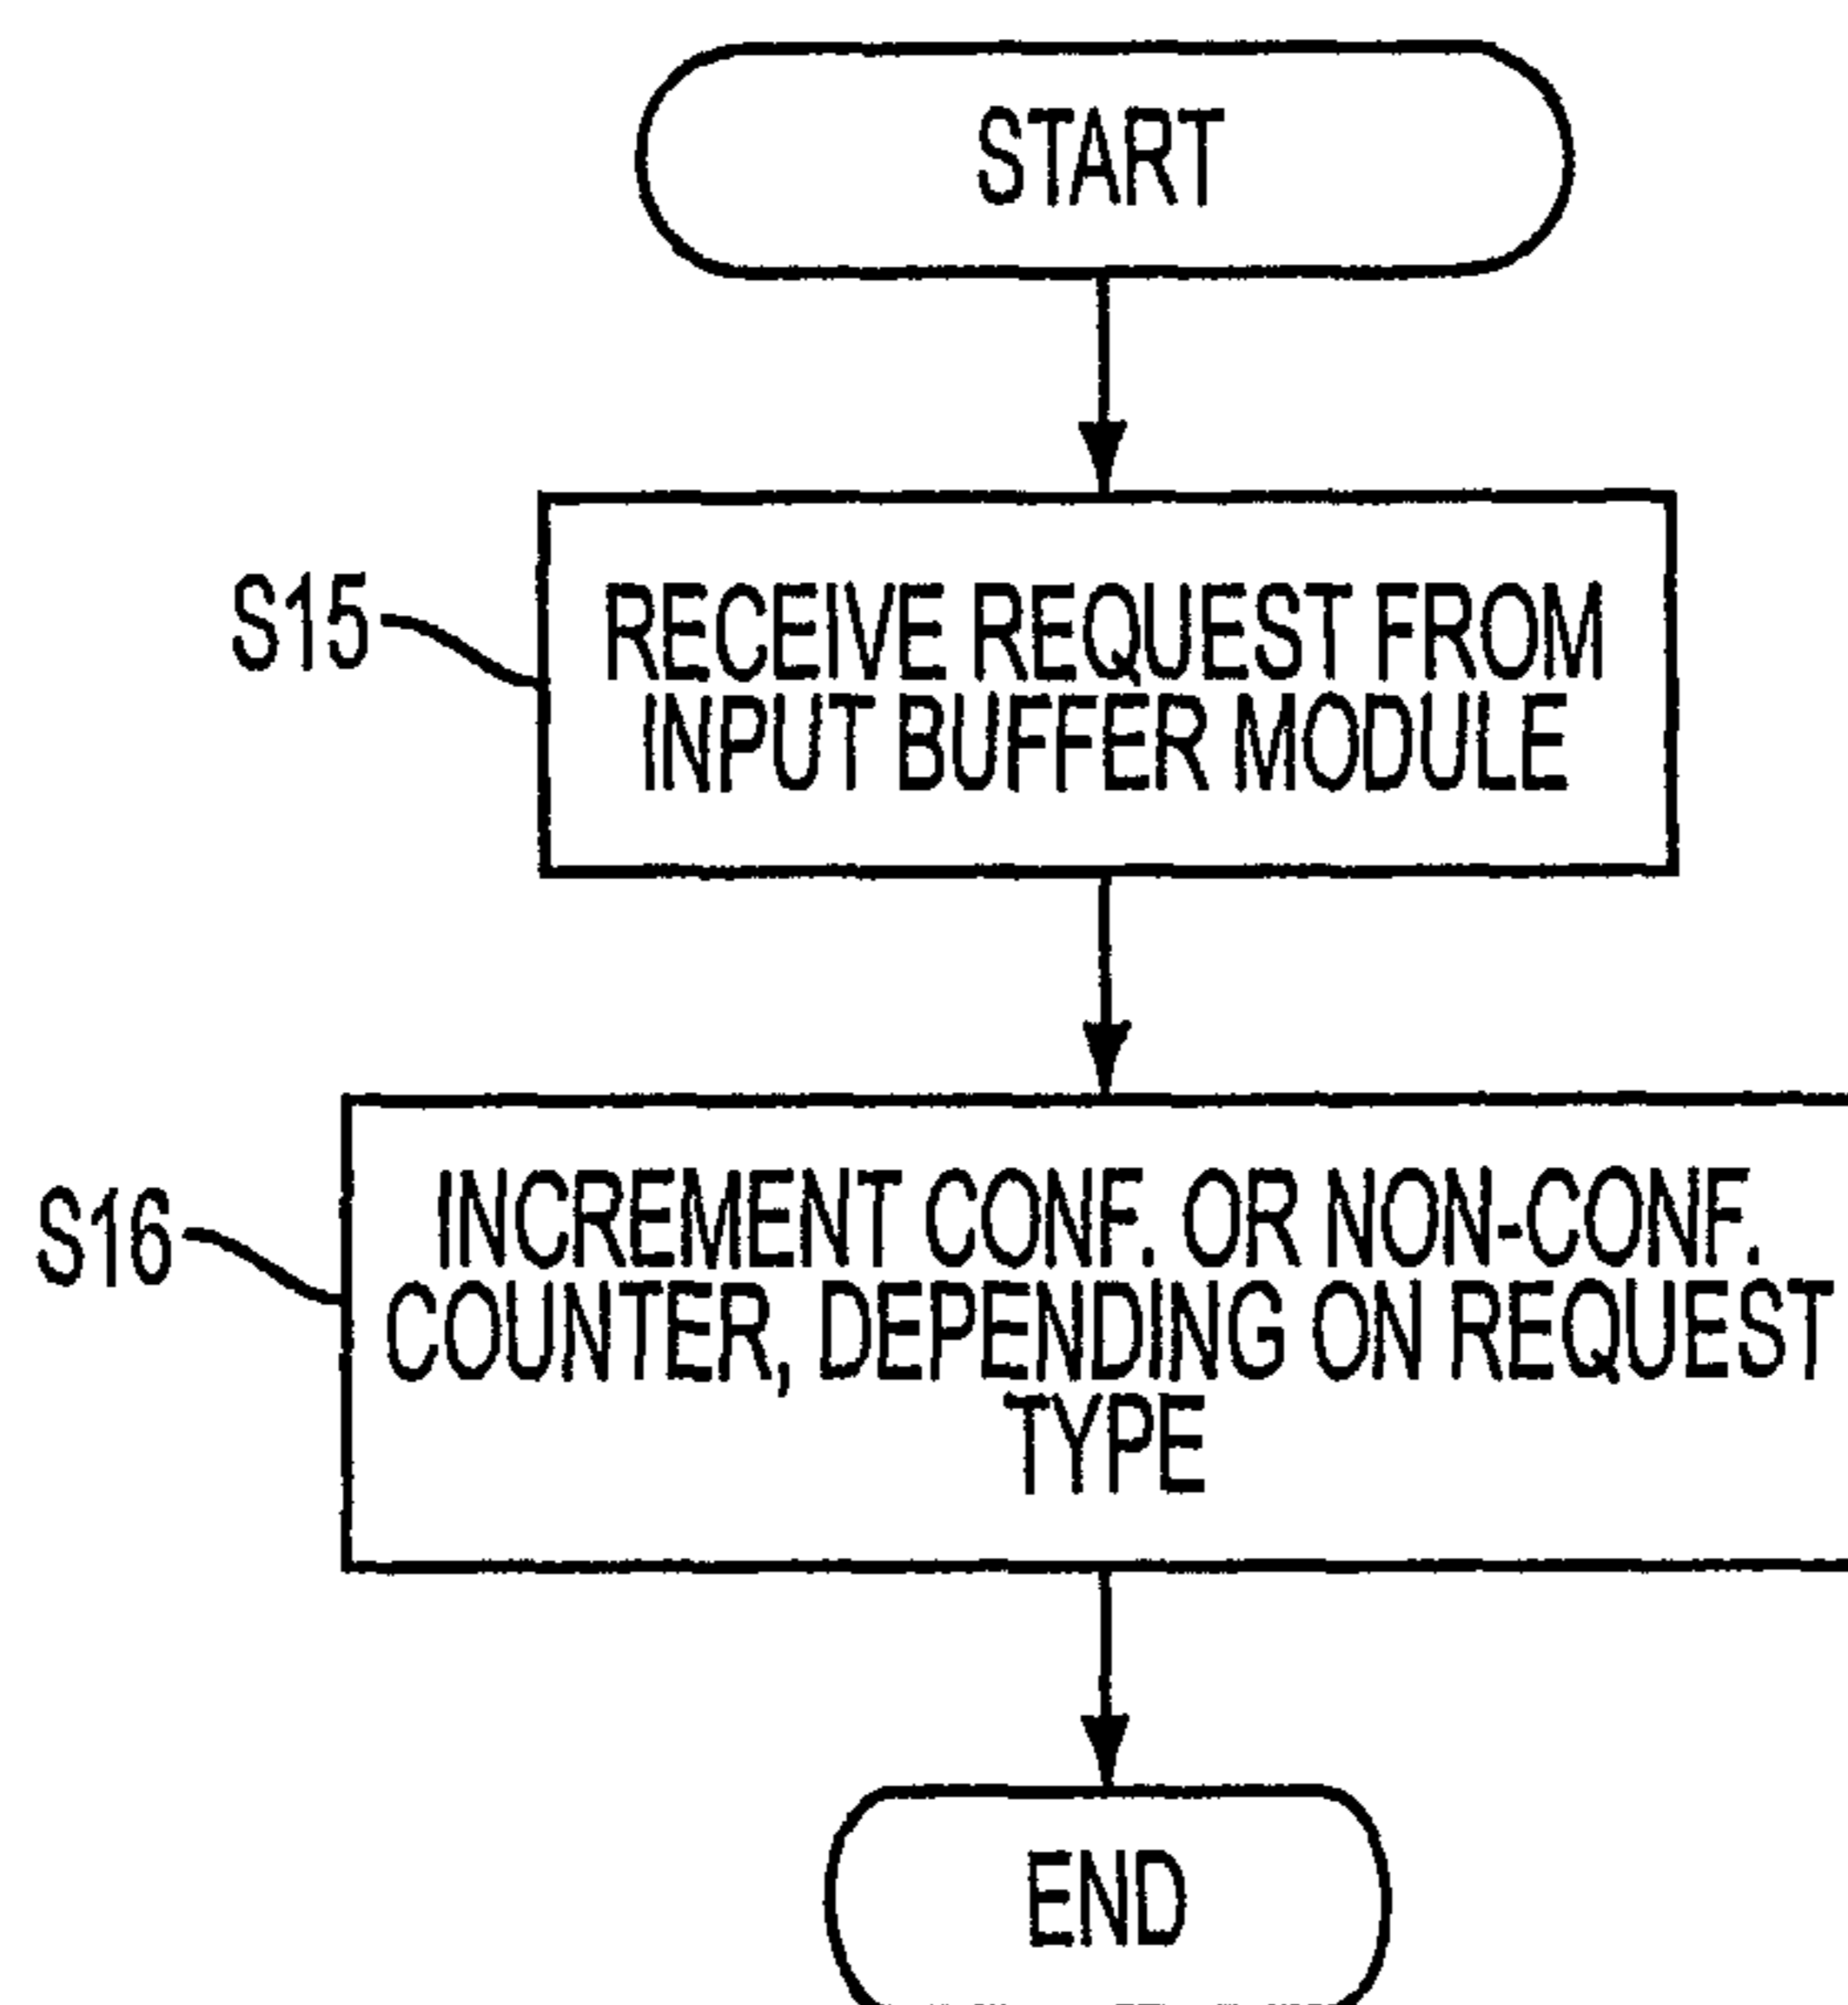 START
S15
RECEIVE REQUEST FROM
INPUT BUFFER MODULE
S16
INCREMENT CONF. OR NON-CONF.
COUNTER, DEPENDING ON REQUEST
TYPE
END